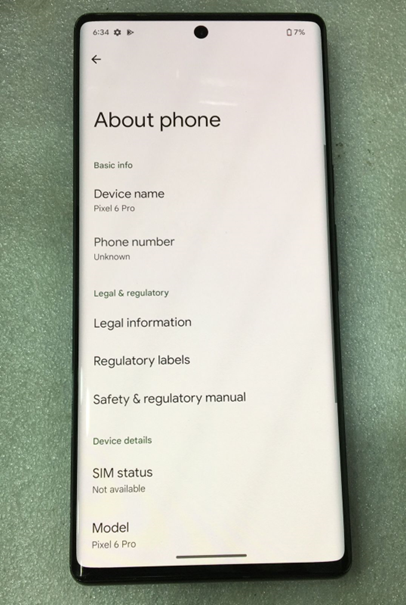 6:34 7%
About phone
Basic info
Device name
Pixel 6 Pro
Phone number
Unknown
Legal & regulatory
Legal information
Regulatory labels
Safety & regulatory manual
Device details
SIM status
Not available
Model
Pixel 6 Pro